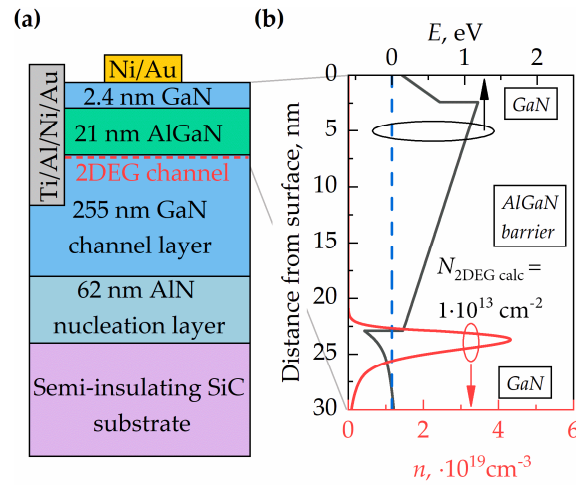 (a)
Ni/Au
Ti/Al/Ni/Au
2.4 nm GaN
21 nm AlGaN
2DEG channel
255 nm GaN
channel layer
62 nm AlN
nucleation layer
Semi-insulating SiC
substrate
(b)
E, eV
0 1 2
Distance from surface, nm
0
5
10
15
20
25
30
GaN
AlGaN
barrier
N2DEG calc =
1·10^13 cm-2
GaN
0 2 4 6
n, ·10^19cm-3